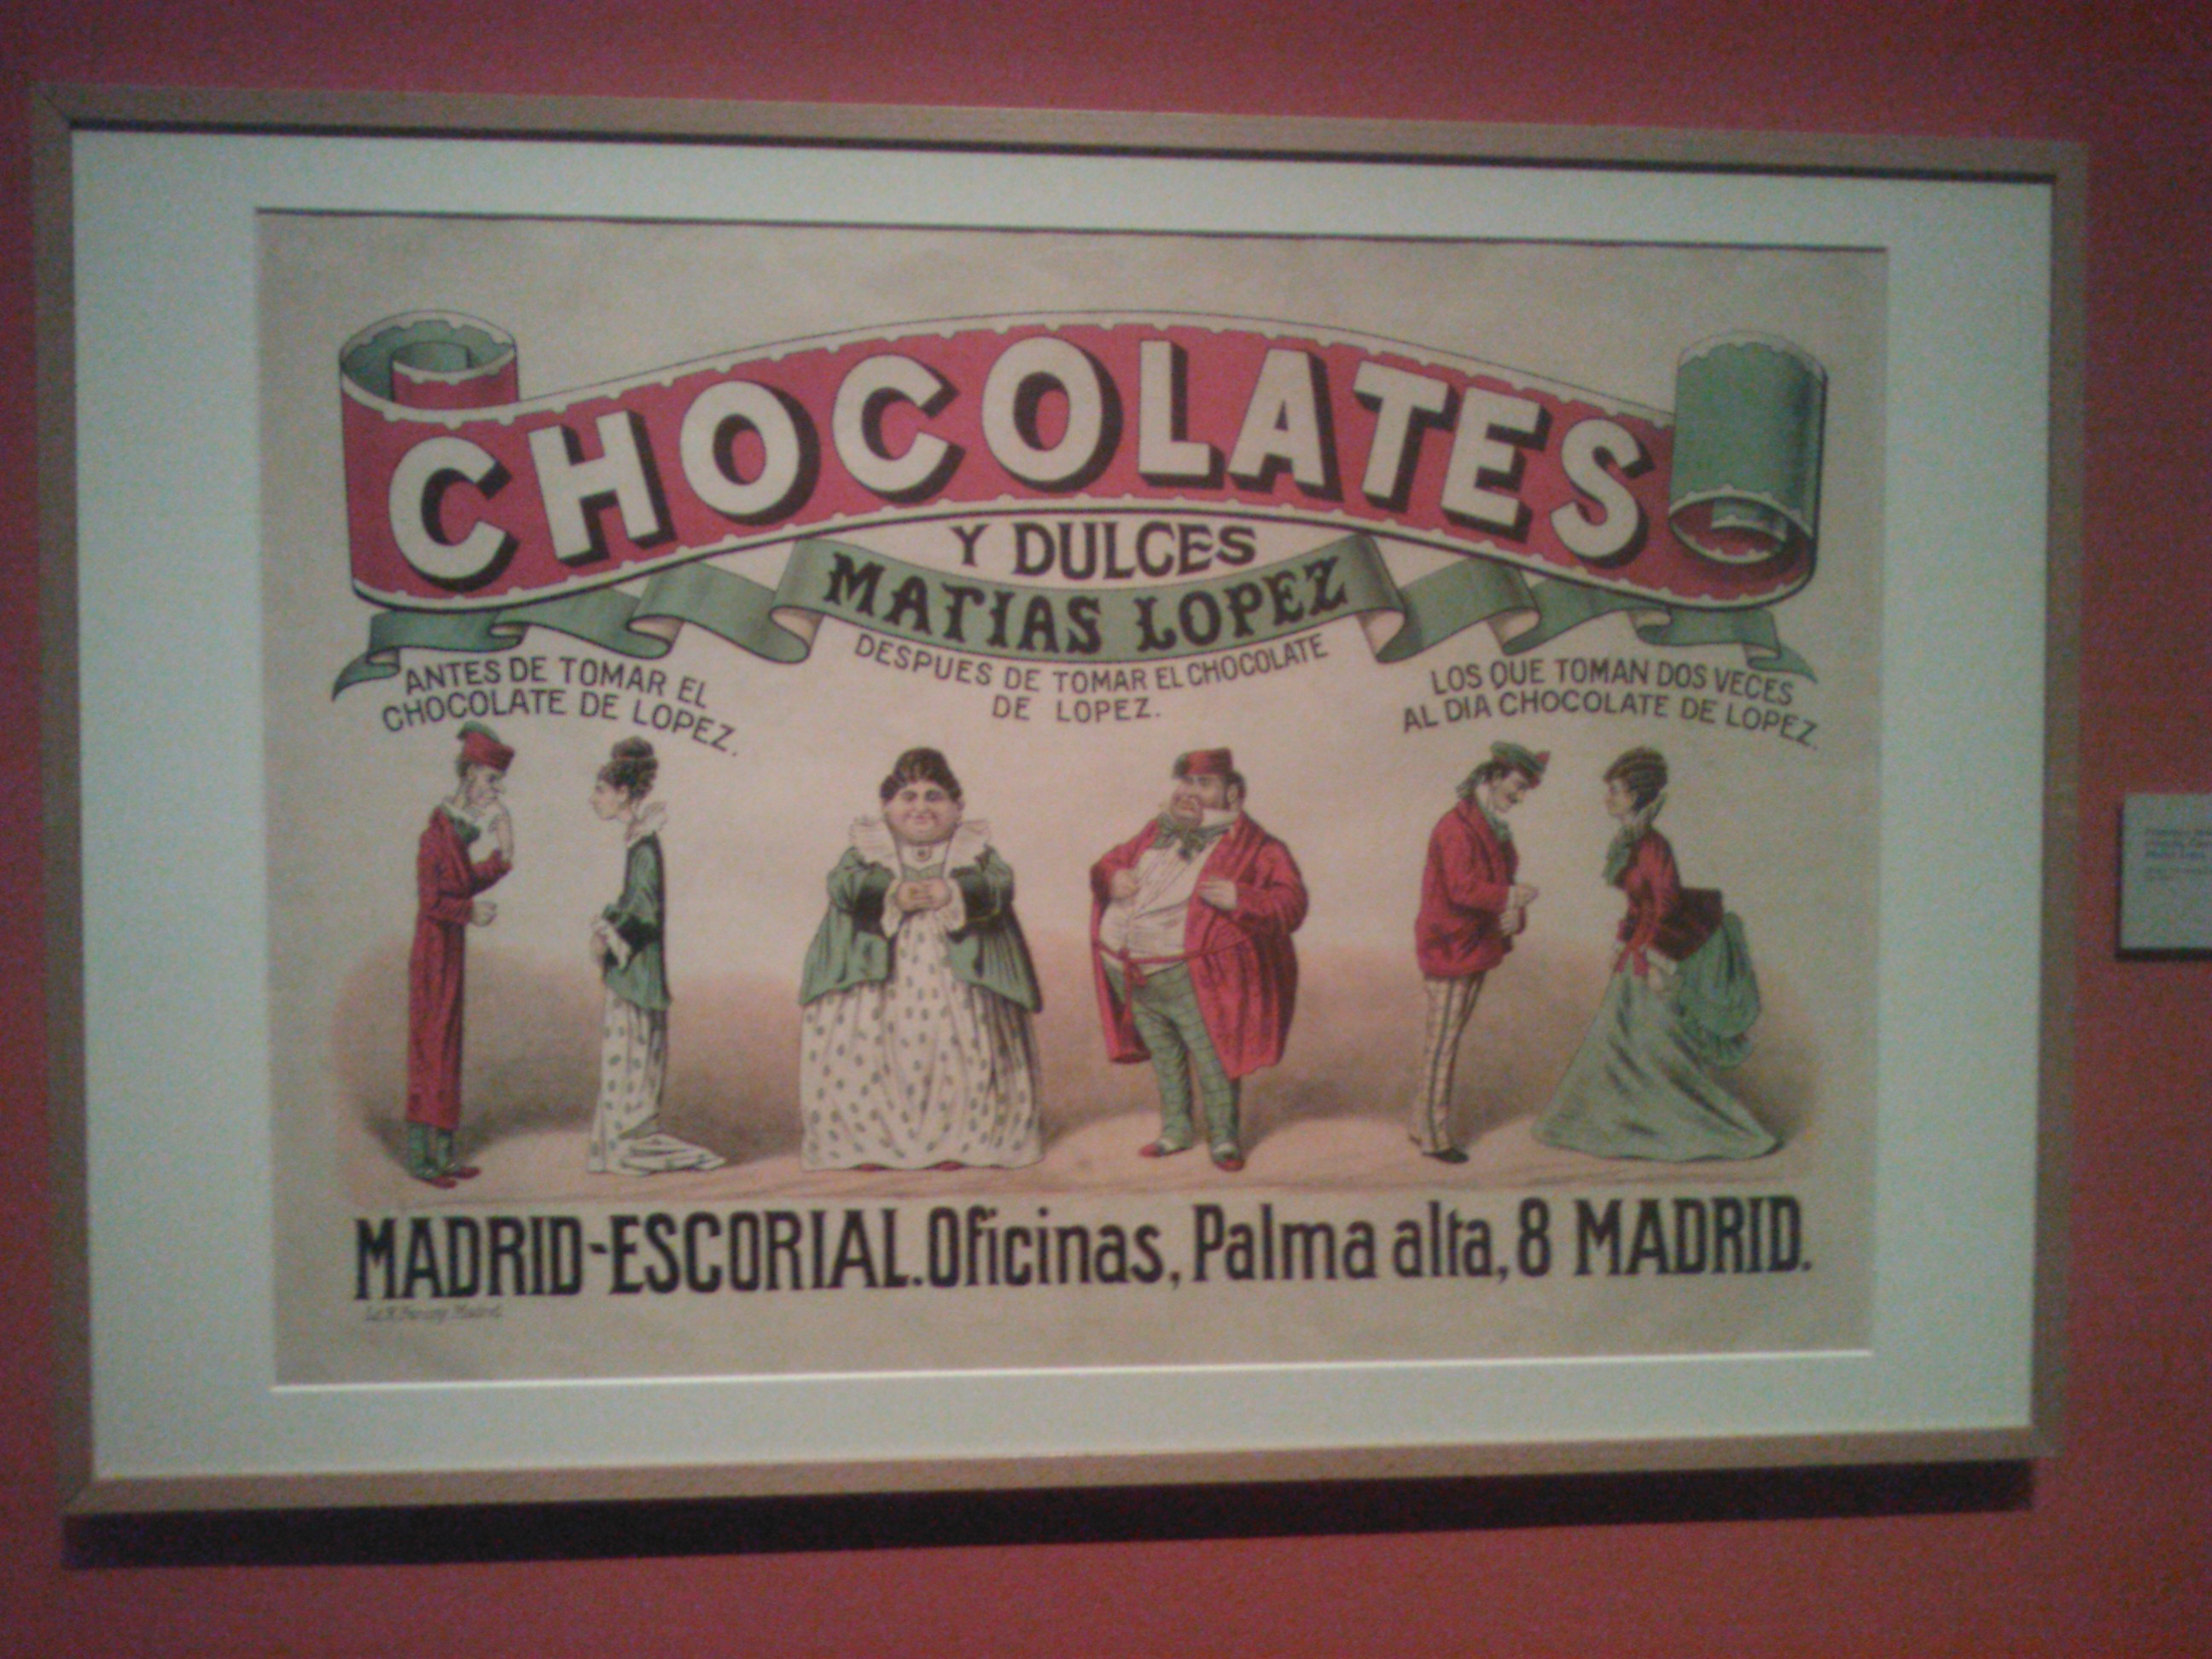 CHOCOLATES
Y DULCES
MATIAS LOPEZ
ANTES DE TOMAR EL
CHOCOLATE DE LOPEZ.
DESPUES DE TOMAR EL CHOCOLATE
DE LOPEZ.
LOS QUE TOMAN DOS VECES
AL DIA CHOCOLATE DE LOPEZ.
MADRID-ESCORIAL. Oficinas, Palma alta, 8 MADRID.
Madrid